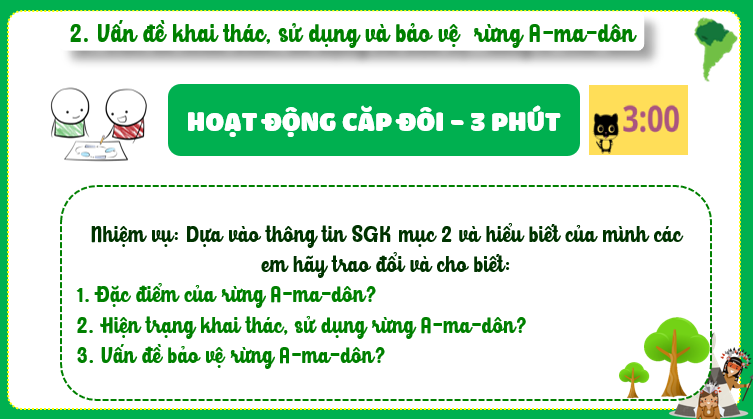 2. Vấn đề khai thác, sử dụng và bảo vệ rừng A-ma-dôn
HOẠT ĐỘNG CĂP ĐÔI – 3 PHÚT
3:00
Nhiệm vụ: Dựa vào thông tin SGK mục 2 và hiểu biết của mình các
em hãy trao đổi và cho biết:
1. Đặc điểm của rừng A-ma-dôn?
2. Hiện trạng khai thác, sử dụng rừng A-ma-dôn?
3. Vấn đề bảo vệ rừng A-ma-dôn?